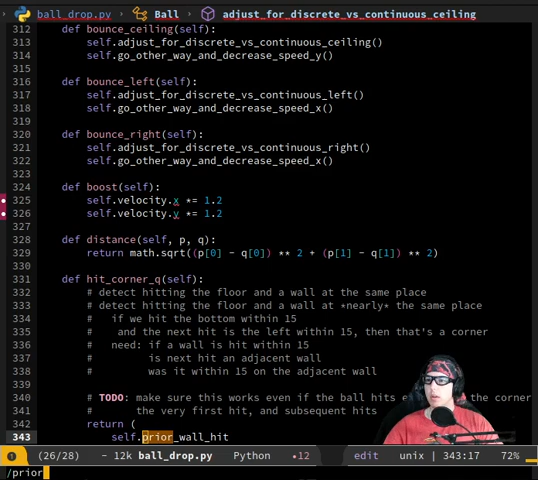 ball_drop.py › Ball › adjust_for_discrete_vs_continuous_ceiling
312 def bounce_ceiling(self):
313 self.adjust_for_discrete_vs_continuous_ceiling()
314 self.go_other_way_and_decrease_speed_y()
315
316 def bounce_left(self):
317 self.adjust_for_discrete_vs_continuous_left()
318 self.go_other_way_and_decrease_speed_x()
319
320 def bounce_right(self):
321 self.adjust_for_discrete_vs_continuous_right()
322 self.go_other_way_and_decrease_speed_x()
323
324 def boost(self):
325 self.velocity.x *= 1.2
326 self.velocity.y *= 1.2
327
328 def distance(self, p, q):
329 return math.sqrt((p[0] - q[0]) ** 2 + (p[1] - q[1]) ** 2)
330
331 def hit_corner_q(self):
332 # detect hitting the floor and a wall at the same place
333 # detect hitting the floor and a wall at *nearly* the same place
334 # if we hit the bottom within 15
335 # and the next hit is the left within 15, then that's a corner
336 # need: if a wall is hit within 15
337 # is next hit an adjacent wall
338 # was it within 15 on the adjacent wall
339
340 # TODO: make sure this works even if the ball hits the corner
341 # the very first hit, and subsequent hits
342 return (
343 self.prior_wall_hit
(26/28) - 12k ball_drop.py Python •12 edit unix | 343:17 72%
/prior